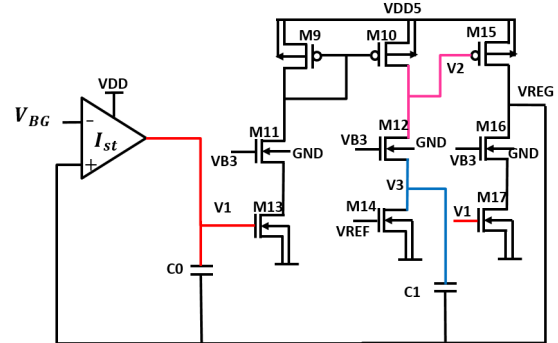 VDD5
M9
M10
M15
VDD
V2
VREG
V_BG
-
I_st
+
M11
M12
M16
VB3
GND
VB3
GND
VB3
GND
V3
V1
M13
M14
V1
M17
VREF
C0
C1